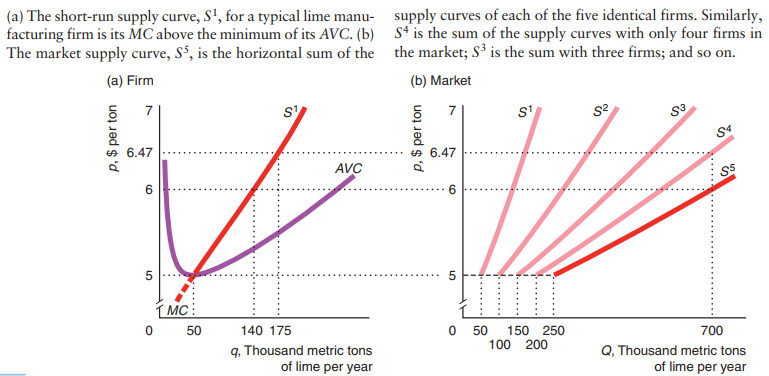 (a) The short-run supply curve, S¹, for a typical lime manu-
facturing firm is its MC above the minimum of its AVC. (b)
The market supply curve, S⁵, is the horizontal sum of the
supply curves of each of the five identical firms. Similarly,
S⁴ is the sum of the supply curves with only four firms in
the market; S³ is the sum with three firms; and so on.
(a) Firm
p, $ per ton
7
6.47
6
5
0
S¹
AVC
MC
50 140 175
q, Thousand metric tons
of lime per year
(b) Market
p, $ per ton
7
6.47
6
5
0
S¹ S² S³ S⁴
S⁵
50 150 250 700
100 200
Q, Thousand metric tons
of lime per year